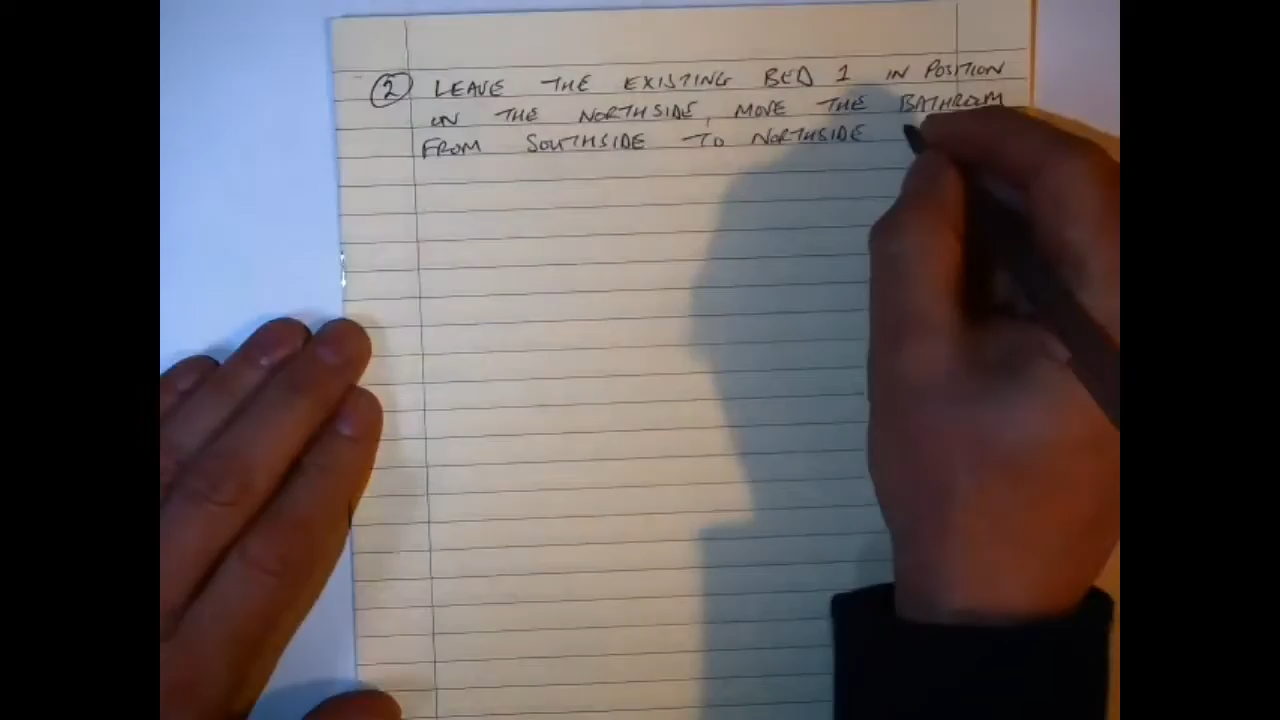 ② LEAVE THE EXISTING BED 1 IN POSITION
ON THE NORTHSIDE, MOVE THE BATHROOM
FROM SOUTHSIDE TO NORTHSIDE